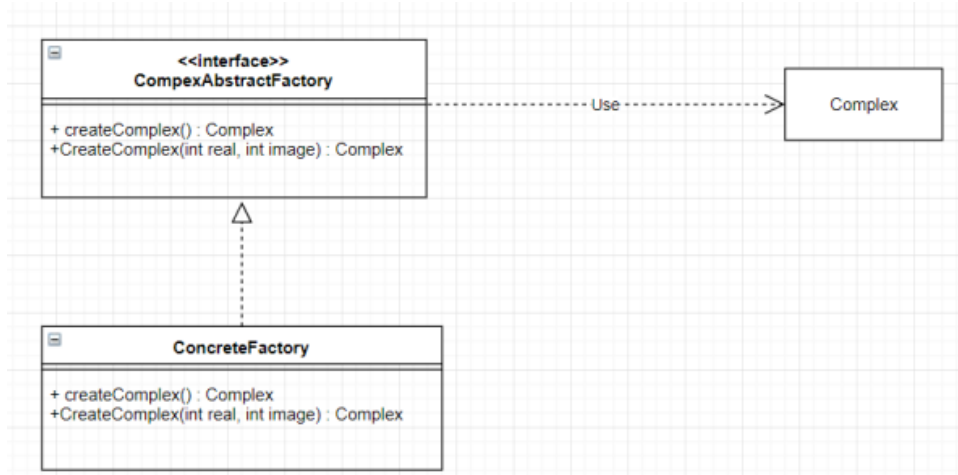 <<interface>>
CompexAbstractFactory
+ createComplex() : Complex
+CreateComplex(int real, int image) : Complex
Use
Complex
ConcreteFactory
+ createComplex() : Complex
+CreateComplex(int real, int image) : Complex